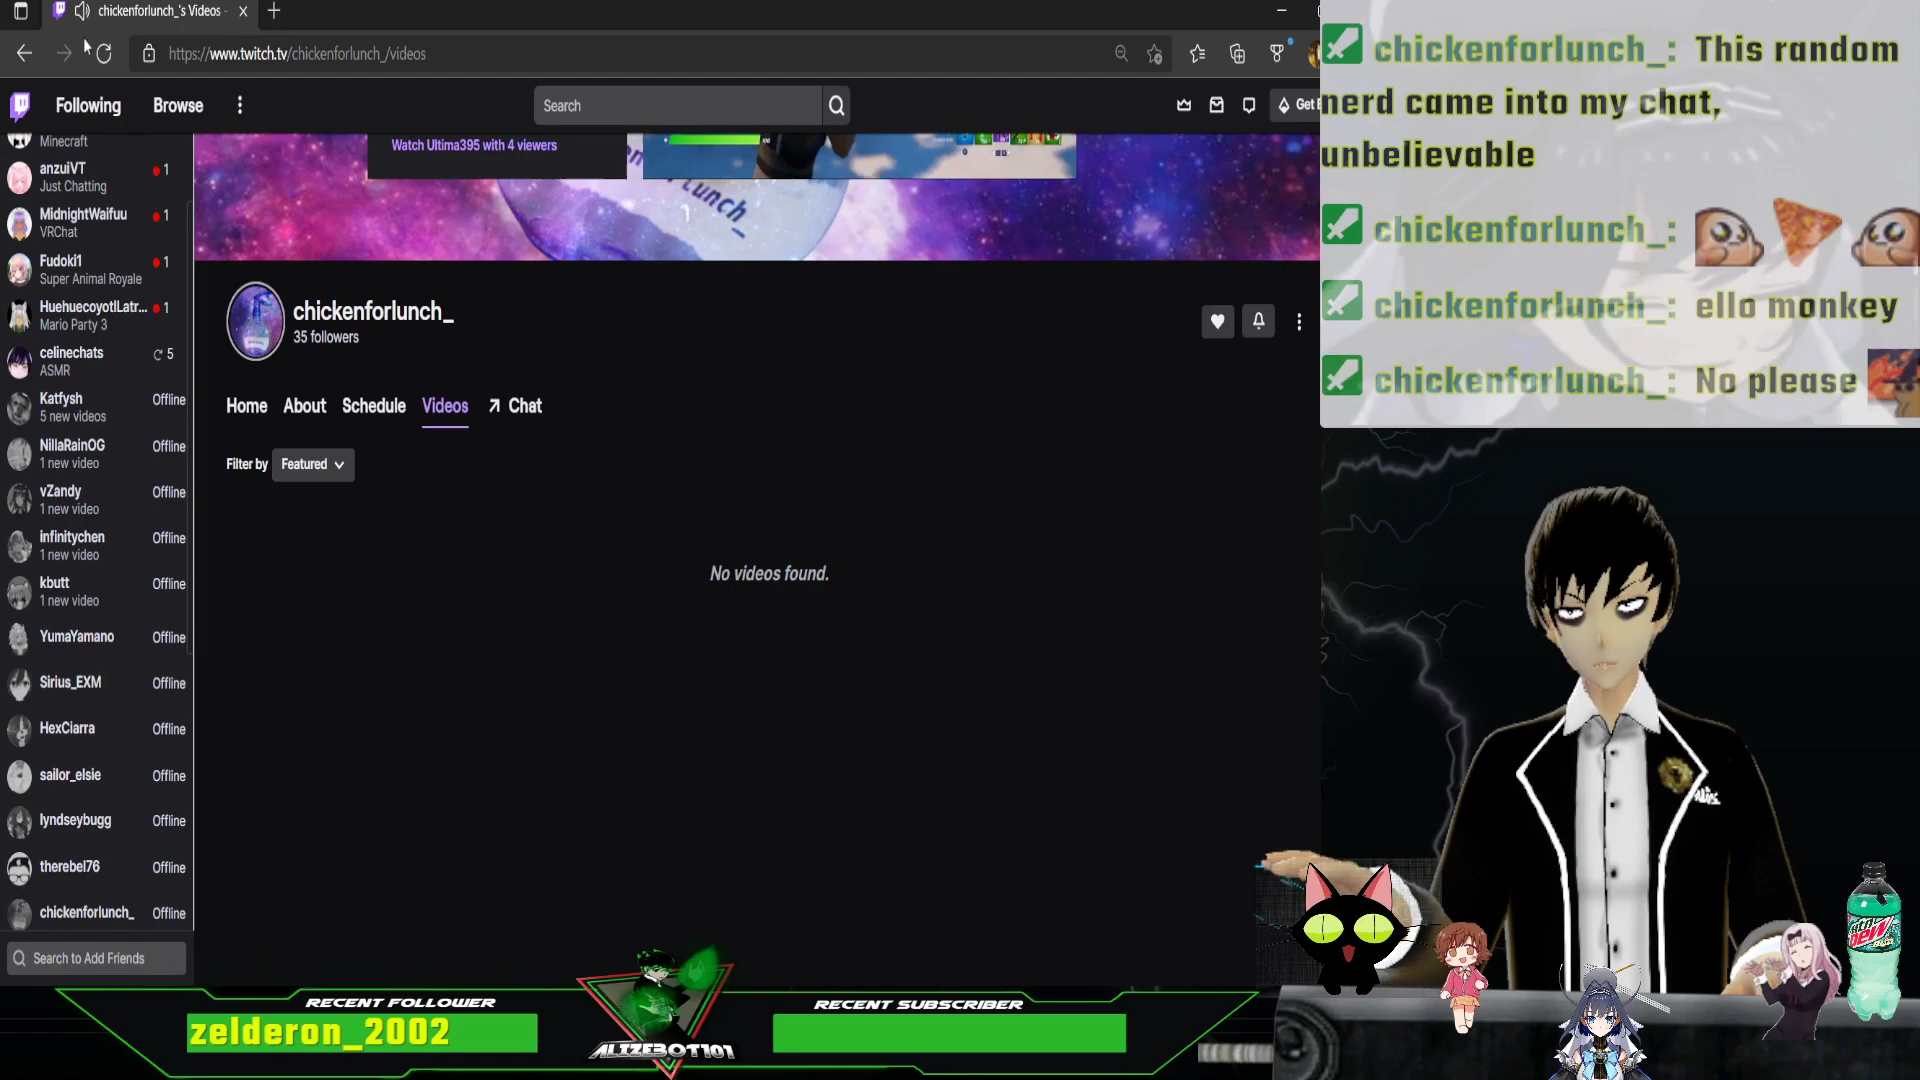 chickenforlunch_'s Videos -
https://www.twitch.tv/chickenforlunch_/videos
Following
Browse
Search
Get
Minecraft
anzuiVT
1
Just Chatting
MidnightWaifuu
1
VRChat
Fudoki1
1
Super Animal Royale
HuehuecoyotlLatr...
1
Mario Party 3
celinechats
5
ASMR
Katfysh
Offline
5 new videos
NillaRainOG
Offline
1 new video
vZandy
Offline
1 new video
infinitychen
Offline
1 new video
kbutt
Offline
1 new video
YumaYamano
Offline
Sirius_EXM
Offline
HexCiarra
Offline
sailor_elsie
Offline
lyndseybugg
Offline
therebel76
Offline
chickenforlunch_
Offline
Search to Add Friends
Watch Ultima395 with 4 viewers
chickenforlunch_
35 followers
Home
About
Schedule
Videos
Chat
Filter by
Featured
No videos found.
chickenforlunch_: This random
nerd came into my chat,
unbelievable
chickenforlunch_:
chickenforlunch_: ello monkey
chickenforlunch_: No please
RECENT FOLLOWER
zelderon_2002
ALIZEBOT101
RECENT SUBSCRIBER